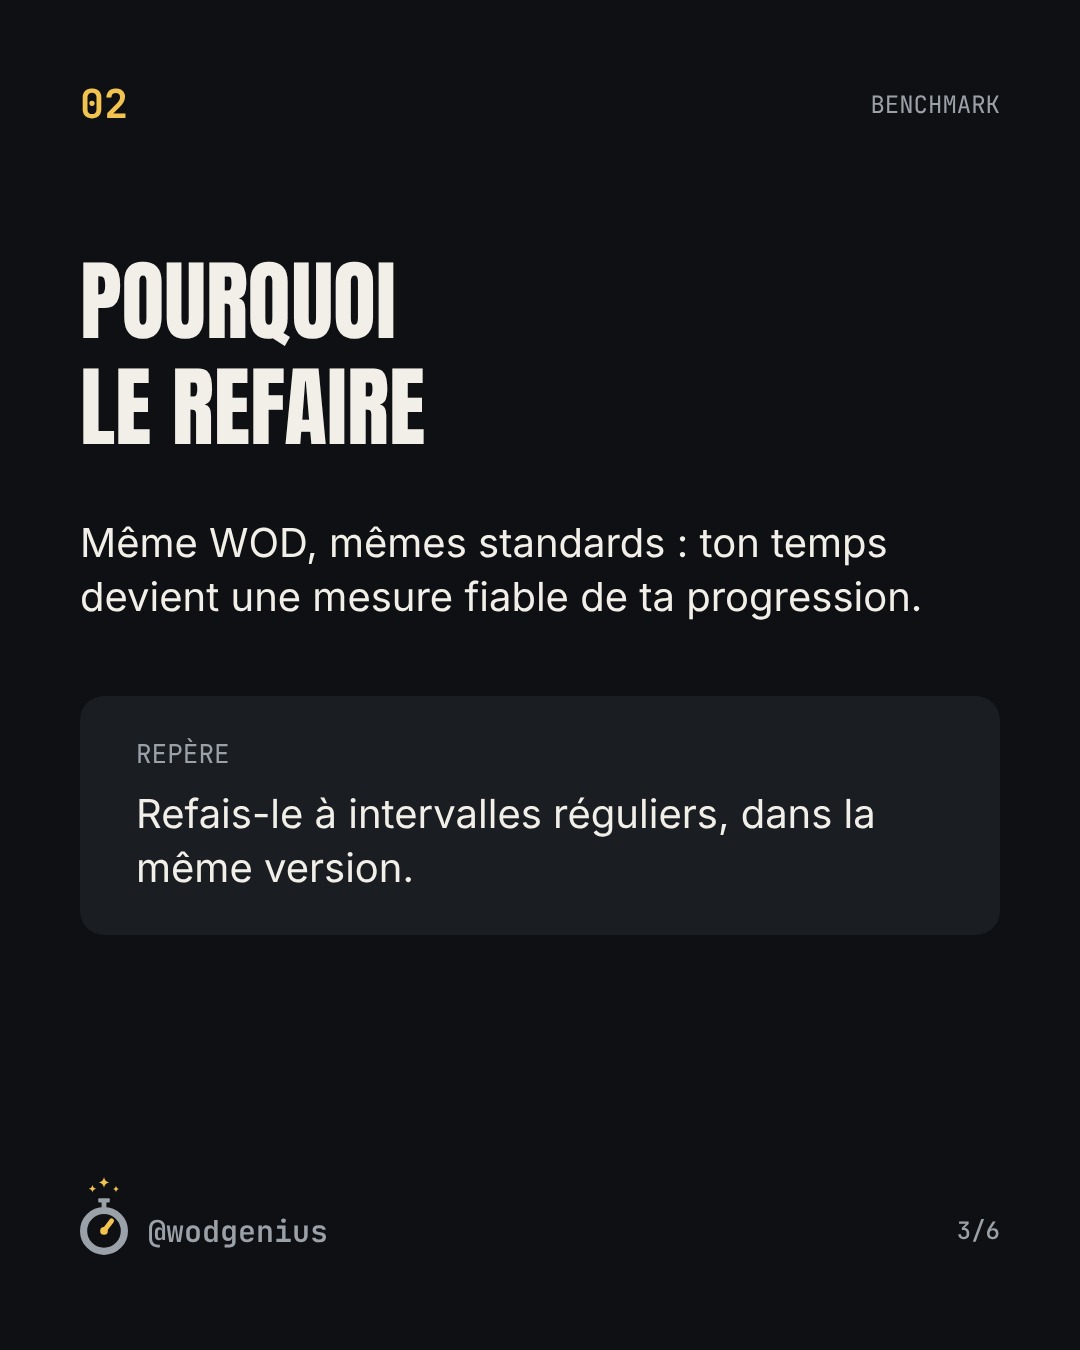 02
BENCHMARK
POURQUOI
LE REFAIRE
Même WOD, mêmes standards : ton temps
devient une mesure fiable de ta progression.
REPÈRE
Refais-le à intervalles réguliers, dans la
même version.
@wodgenius
3/6